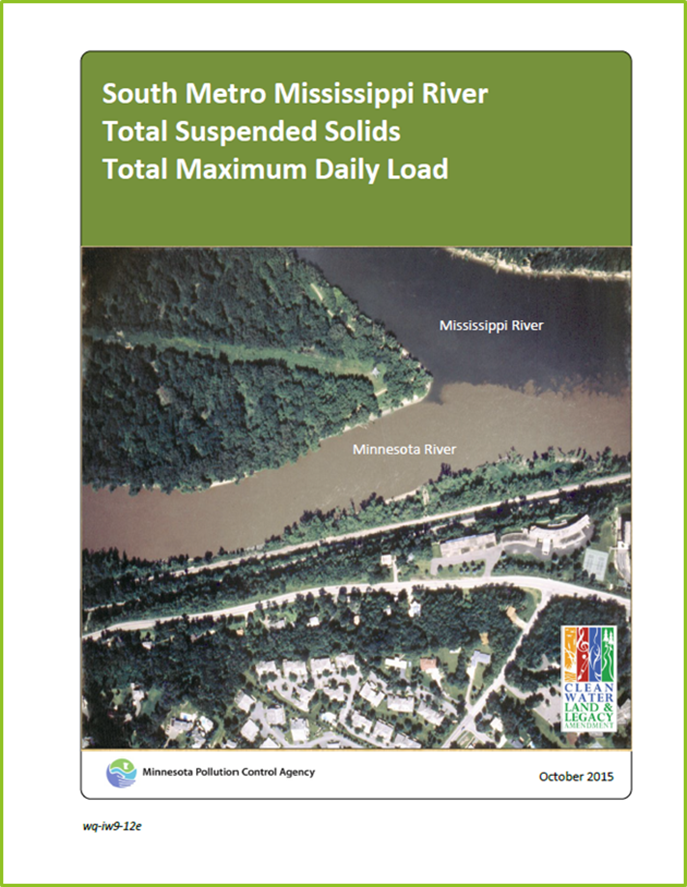 South Metro Mississippi River
Total Suspended Solids
Total Maximum Daily Load
Mississippi River
Minnesota River
CLEAN
WATER
LAND &
LEGACY
AMENDMENT
Minnesota Pollution Control Agency
October 2015
wq-iw9-12e